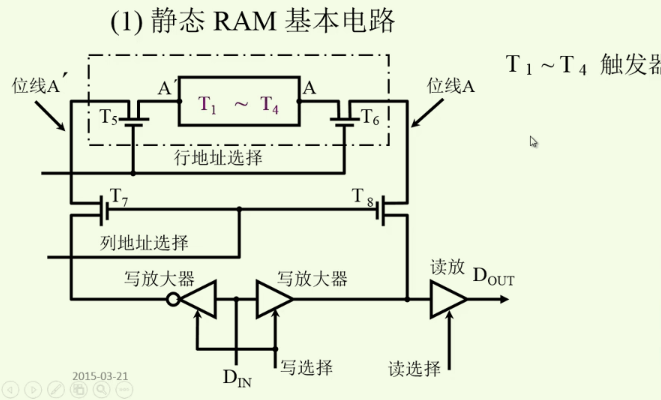 (1) 静态 RAM 基本电路
T1 ~ T4 触发器
位线A′
A′
T1 ~ T4
A
位线A
T5
T6
行地址选择
T7
T8
列地址选择
写放大器
写放大器
读放
DOUT
写选择
读选择
DIN
2015-03-21